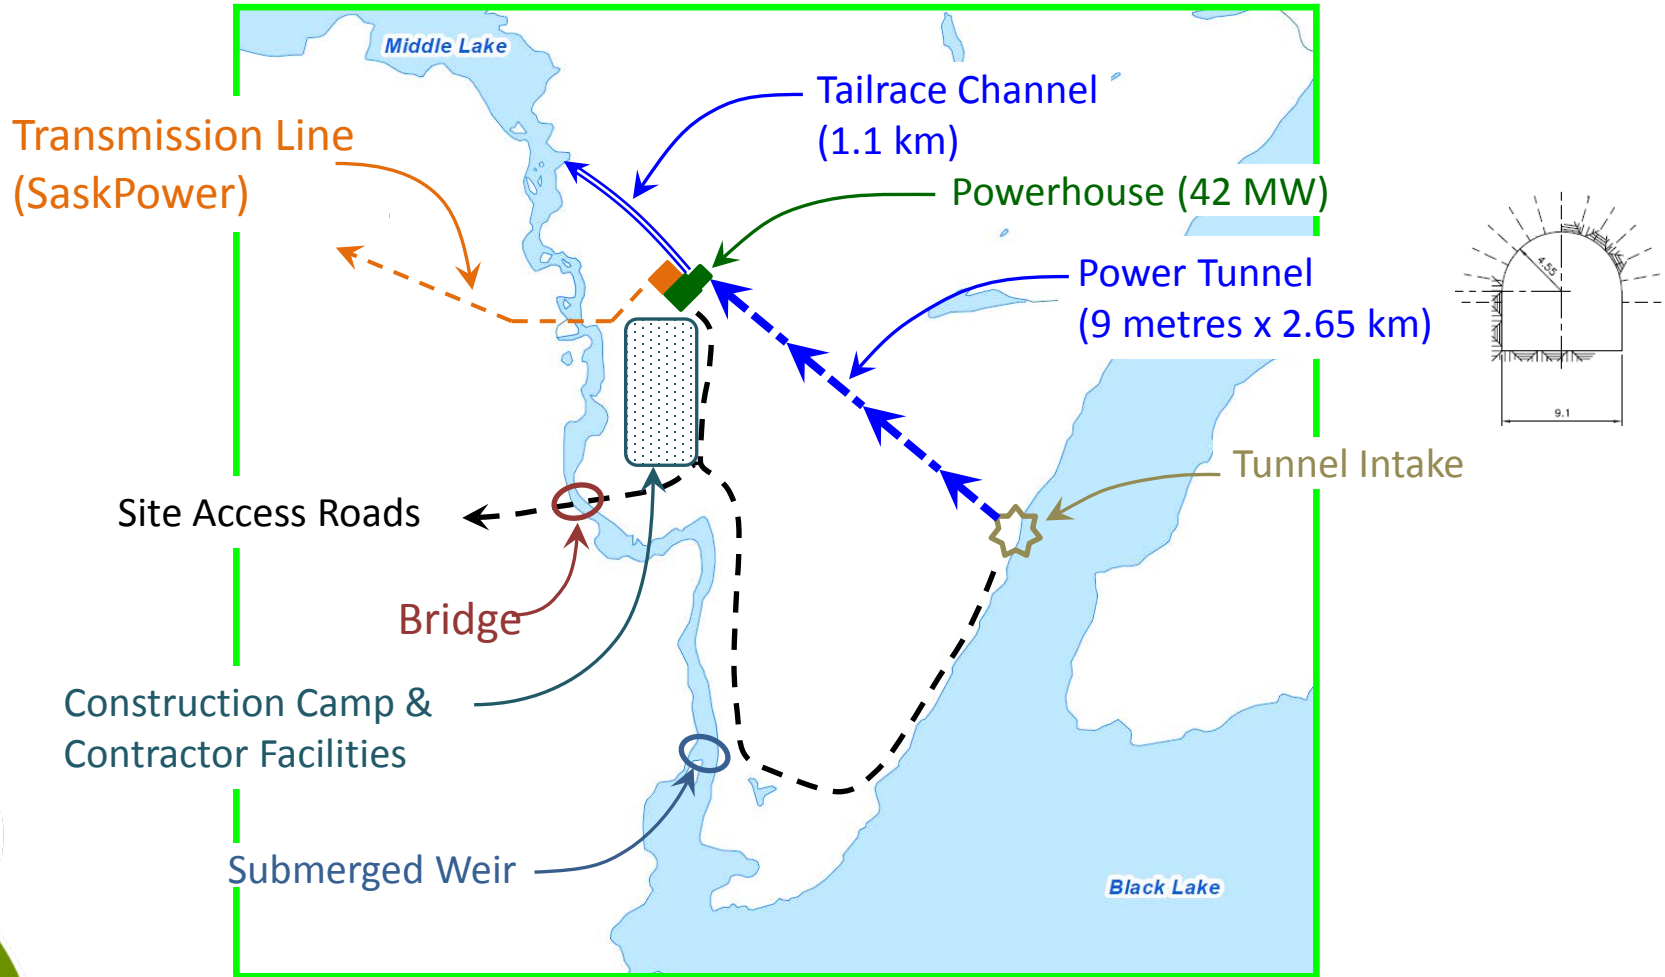 Middle Lake
Tailrace Channel
(1.1 km)
Transmission Line
(SaskPower)
Powerhouse (42 MW)
Power Tunnel
(9 metres x 2.65 km)
4.55
9.1
Tunnel Intake
Site Access Roads
Bridge
Construction Camp &
Contractor Facilities
Submerged Weir
Black Lake